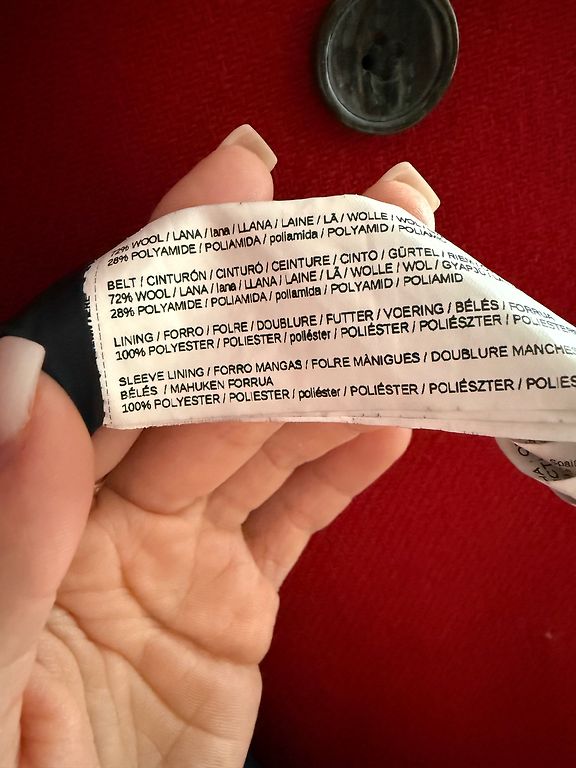 72% WOOL / LANA / lana / LLANA / LAINE / LÃ / WOLLE /
28% POLYAMIDE / POLIAMIDA / poliamida / POLYAMID /
BELT / CINTURÓN / CINTURÓ / CEINTURE / CINTO / GÜRTEL /
72% WOOL / LANA / lana / LLANA / LAINE / LÃ / WOLLE / WOL /
28% POLYAMIDE / POLIAMIDA / poliamida / POLYAMID / POLIAMID
LINING / FORRO / FOLRE / DOUBLURE / FUTTER / VOERING / BÉLÉS / FORRUA
100% POLYESTER / POLIESTER / poliéster / POLIÉSTER / POLIÉSZTER /
SLEEVE LINING / FORRO MANGAS / FOLRE MÀNIGUES / DOUBLURE MANCHES
BÉLÉS / MAHUKEN FORRUA
100% POLYESTER / POLIESTER / poliéster / POLIÉSTER / POLIÉSZTER /